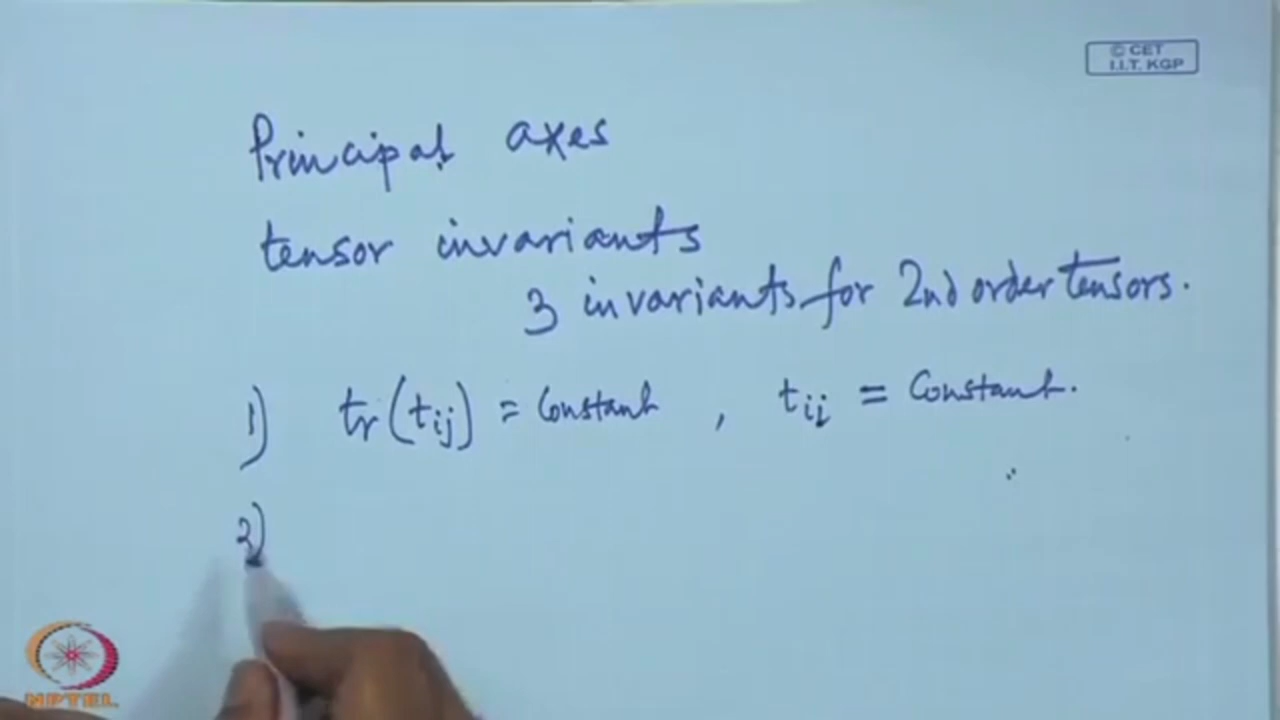 © CET
I.I.T. KGP
Principal axes
tensor invariants
3 invariants for 2nd order tensors.
1) tr(tij) = Constant , tii = Constant.
2)
NPTEL